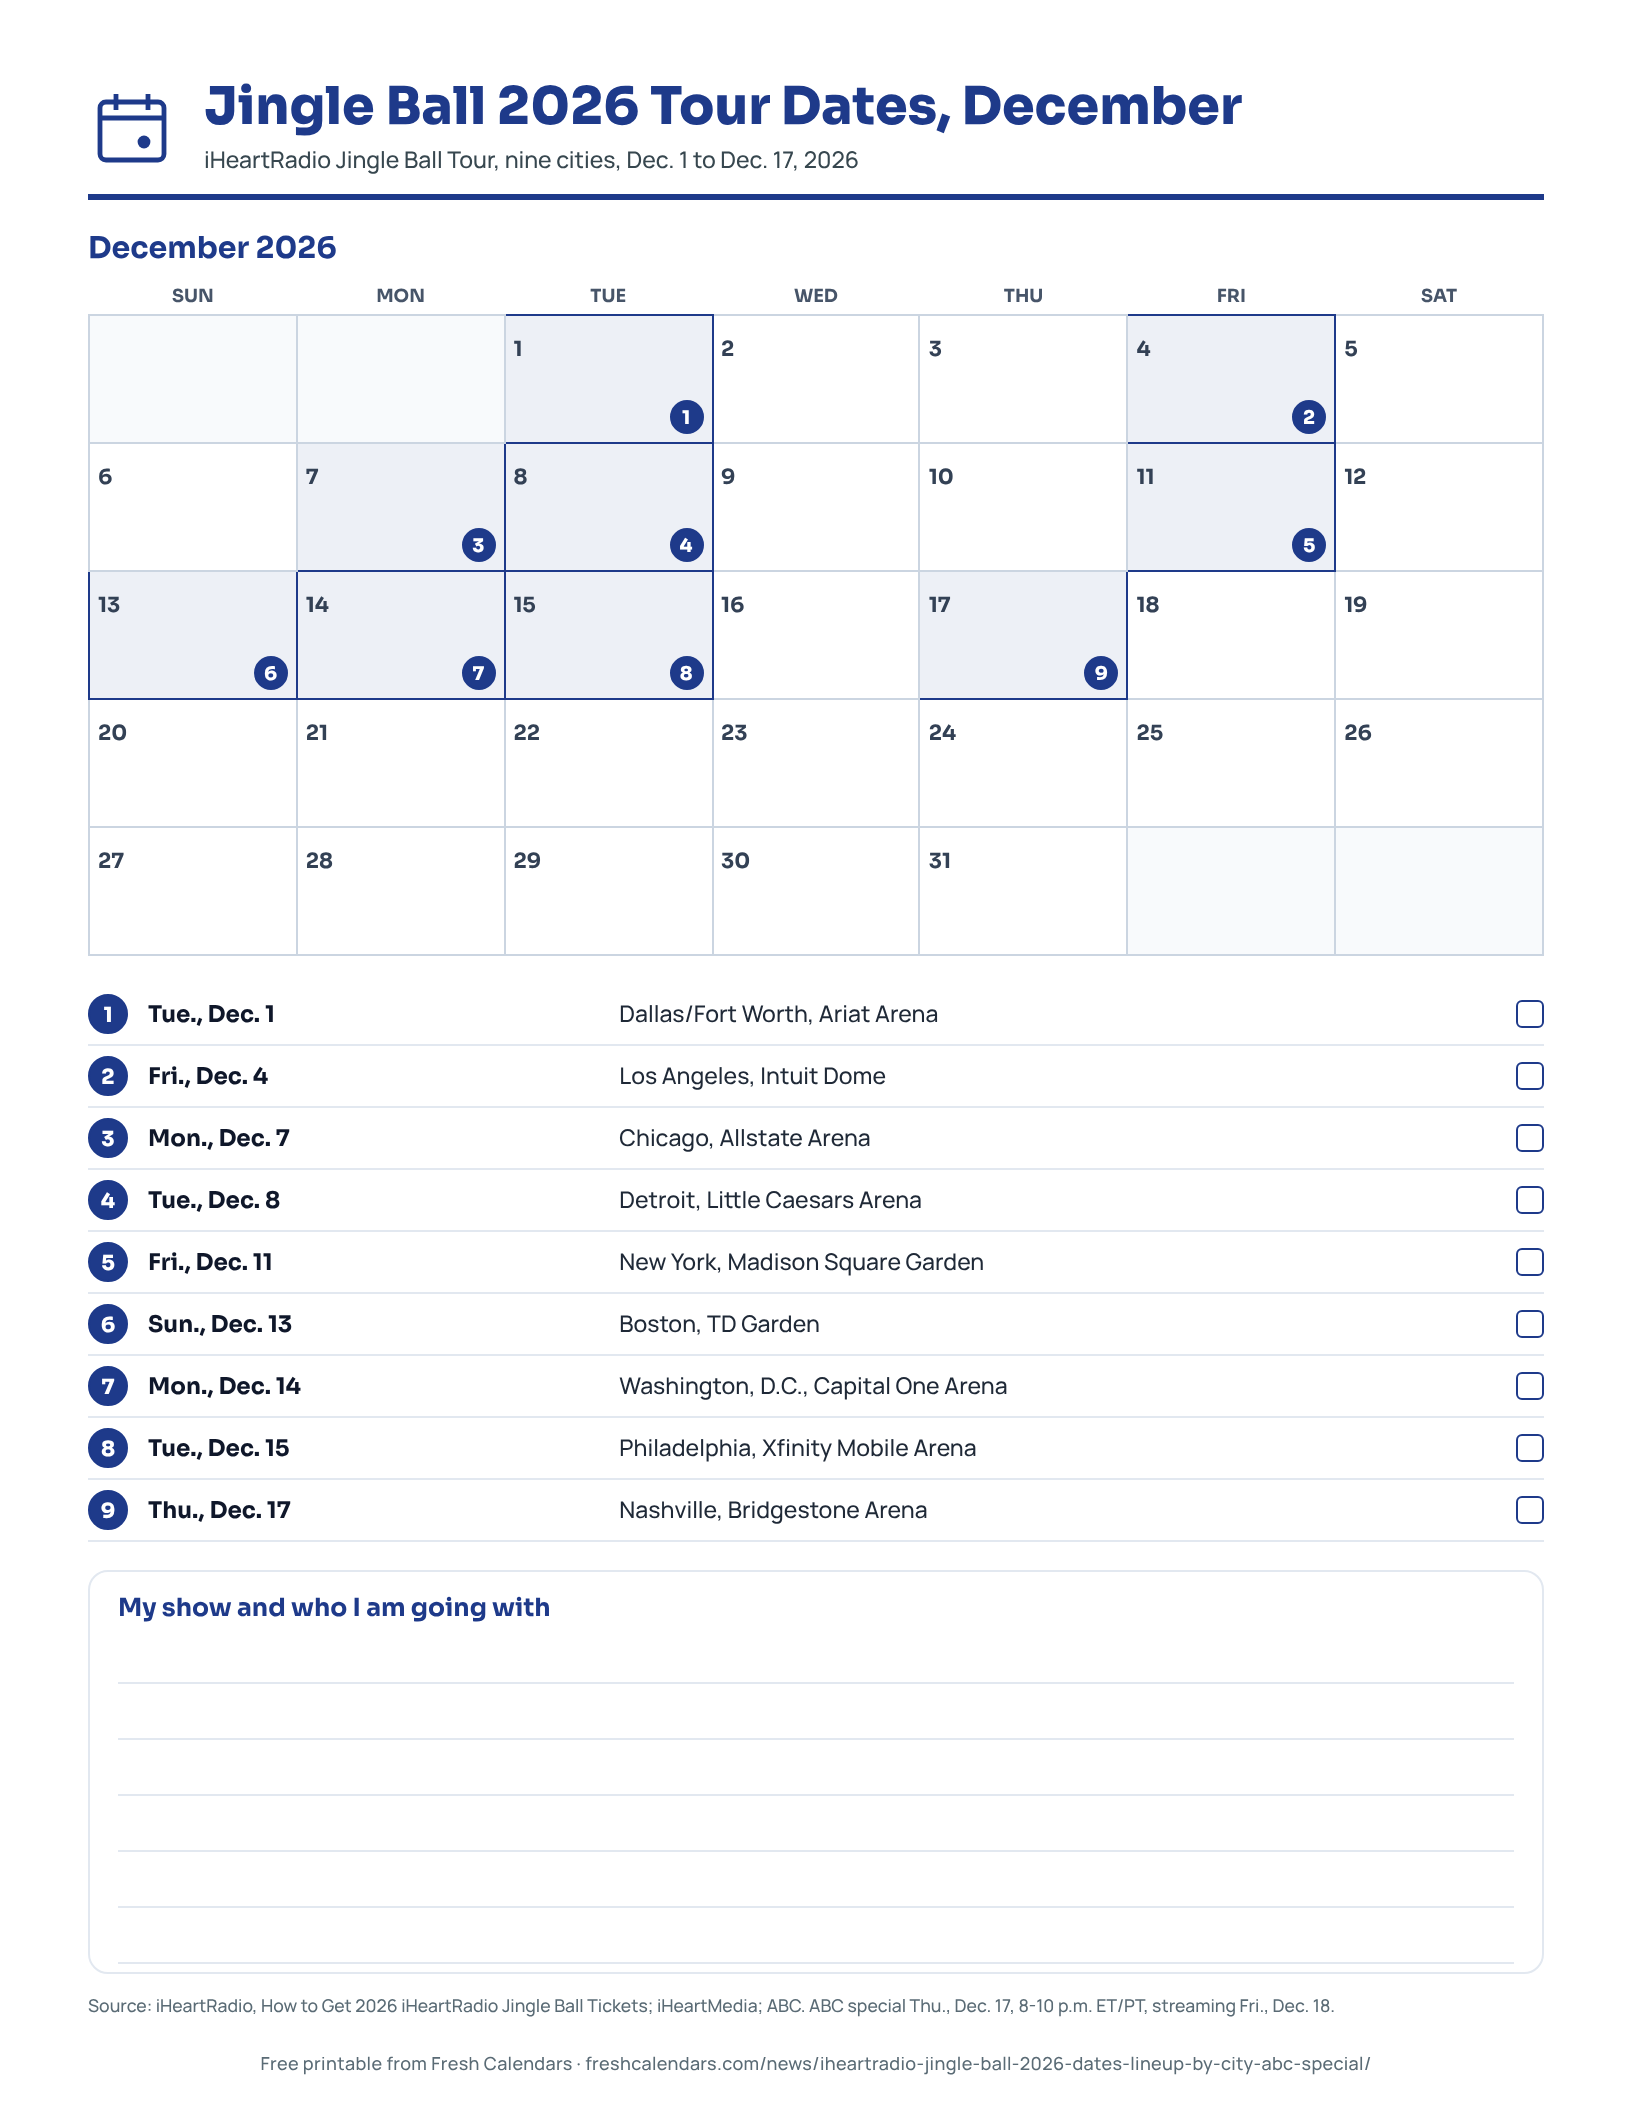 Jingle Ball 2026 Tour Dates, December
iHeartRadio Jingle Ball Tour, nine cities, Dec. 1 to Dec. 17, 2026
December 2026
SUN MON TUE WED THU FRI SAT
1 2 3 4 5
1 2
6 7 8 9 10 11 12
3 4 5
13 14 15 16 17 18 19
6 7 8 9
20 21 22 23 24 25 26
27 28 29 30 31
1 Tue., Dec. 1 Dallas/Fort Worth, Ariat Arena
2 Fri., Dec. 4 Los Angeles, Intuit Dome
3 Mon., Dec. 7 Chicago, Allstate Arena
4 Tue., Dec. 8 Detroit, Little Caesars Arena
5 Fri., Dec. 11 New York, Madison Square Garden
6 Sun., Dec. 13 Boston, TD Garden
7 Mon., Dec. 14 Washington, D.C., Capital One Arena
8 Tue., Dec. 15 Philadelphia, Xfinity Mobile Arena
9 Thu., Dec. 17 Nashville, Bridgestone Arena
My show and who I am going with
Source: iHeartRadio, How to Get 2026 iHeartRadio Jingle Ball Tickets; iHeartMedia; ABC. ABC special Thu., Dec. 17, 8-10 p.m. ET/PT, streaming Fri., Dec. 18.
Free printable from Fresh Calendars · freshcalendars.com/news/iheartradio-jingle-ball-2026-dates-lineup-by-city-abc-special/